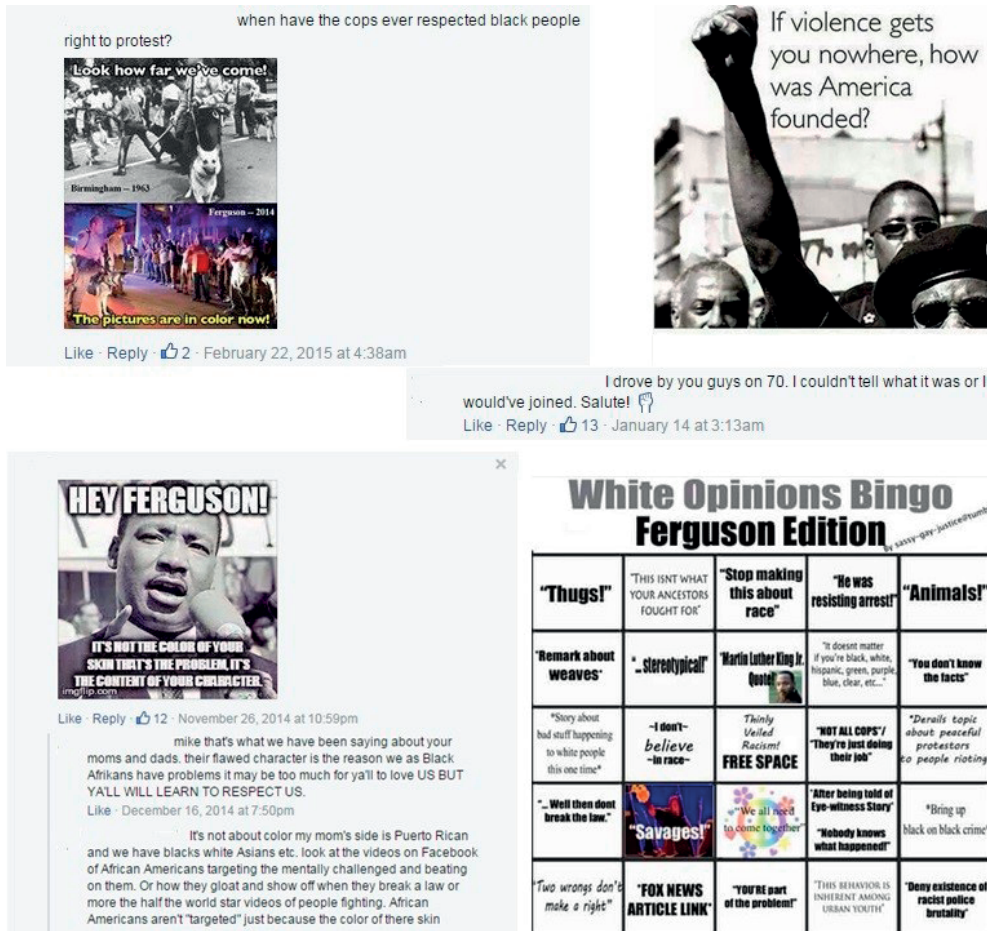 when have the cops ever respected black people
right to protest?
Look how far we've come!
Birmingham – 1963
Ferguson – 2014
The pictures are in color now!
Like · Reply · 2 · February 22, 2015 at 4:38am
If violence gets
you nowhere, how
was America
founded?
I drove by you guys on 70. I couldn't tell what it was or I
would've joined. Salute!
Like · Reply · 13 · January 14 at 3:13am
HEY FERGUSON!
IT'S NOT THE COLOR OF YOUR
SKIN THAT'S THE PROBLEM, IT'S
THE CONTENT OF YOUR CHARACTER.
imgflip.com
Like · Reply · 12 · November 26, 2014 at 10:59pm
mike that's what we have been saying about your
moms and dads. their flawed character is the reason we as Black
Afrikans have problems it may be too much for ya'll to love US BUT
YA'LL WILL LEARN TO RESPECT US.
Like · December 16, 2014 at 7:50pm
It's not about color my mom's side is Puerto Rican
and we have blacks white Asians etc. look at the videos on Facebook
of African Americans targeting the mentally challenged and beating
on them. Or how they gloat and show off when they break a law or
more the half the world star videos of people fighting. African
Americans aren't "targeted" just because the color of there skin
White Opinions Bingo
Ferguson Edition
by sassy-gay-justice@tumb
"Thugs!"
"THIS ISNT WHAT
YOUR ANCESTORS
FOUGHT FOR"
"Stop making
this about
race"
"He was
resisting arrest!"
"Animals!"
"Remark about
weaves"
"...stereotypical!"
"Martin Luther King Jr.
Quote"
"It doesnt matter
if you're black, white,
hispanic, green, purple,
blue, clear, etc..."
"You don't know
the facts"
*Story about
bad stuff happening
to white people
this one time*
~I don't~
believe
~in race~
Thinly
Veiled
Racism!
FREE SPACE
"NOT ALL COPS"/
"They're just doing
their job"
*Derails topic
about peaceful
protestors
to people rioting
"... Well then dont
break the law."
"Savages!"
"We all need
to come together"
"After being told of
Eye-witness Story"
"Nobody knows
what happened!"
*Bring up
black on black crime*
"Two wrongs don't
make a right"
"FOX NEWS
ARTICLE LINK"
"YOU'RE part
of the problem!"
"THIS BEHAVIOR IS
INHERENT AMONG
URBAN YOUTH"
"Deny existence of
racist police
brutality"